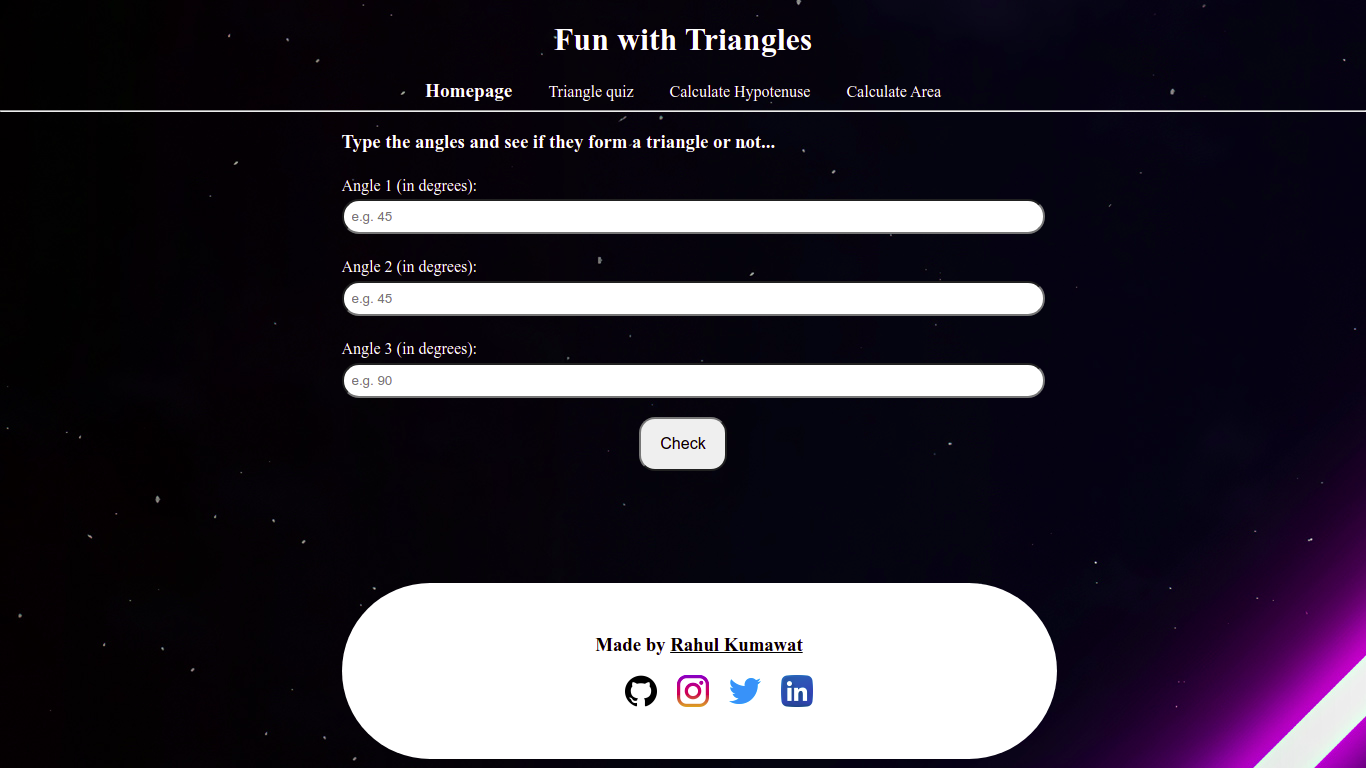 Fun with Triangles
Homepage Triangle quiz Calculate Hypotenuse Calculate Area
Type the angles and see if they form a triangle or not...
Angle 1 (in degrees):
e.g. 45
Angle 2 (in degrees):
e.g. 45
Angle 3 (in degrees):
e.g. 90
Check
Made by Rahul Kumawat
in